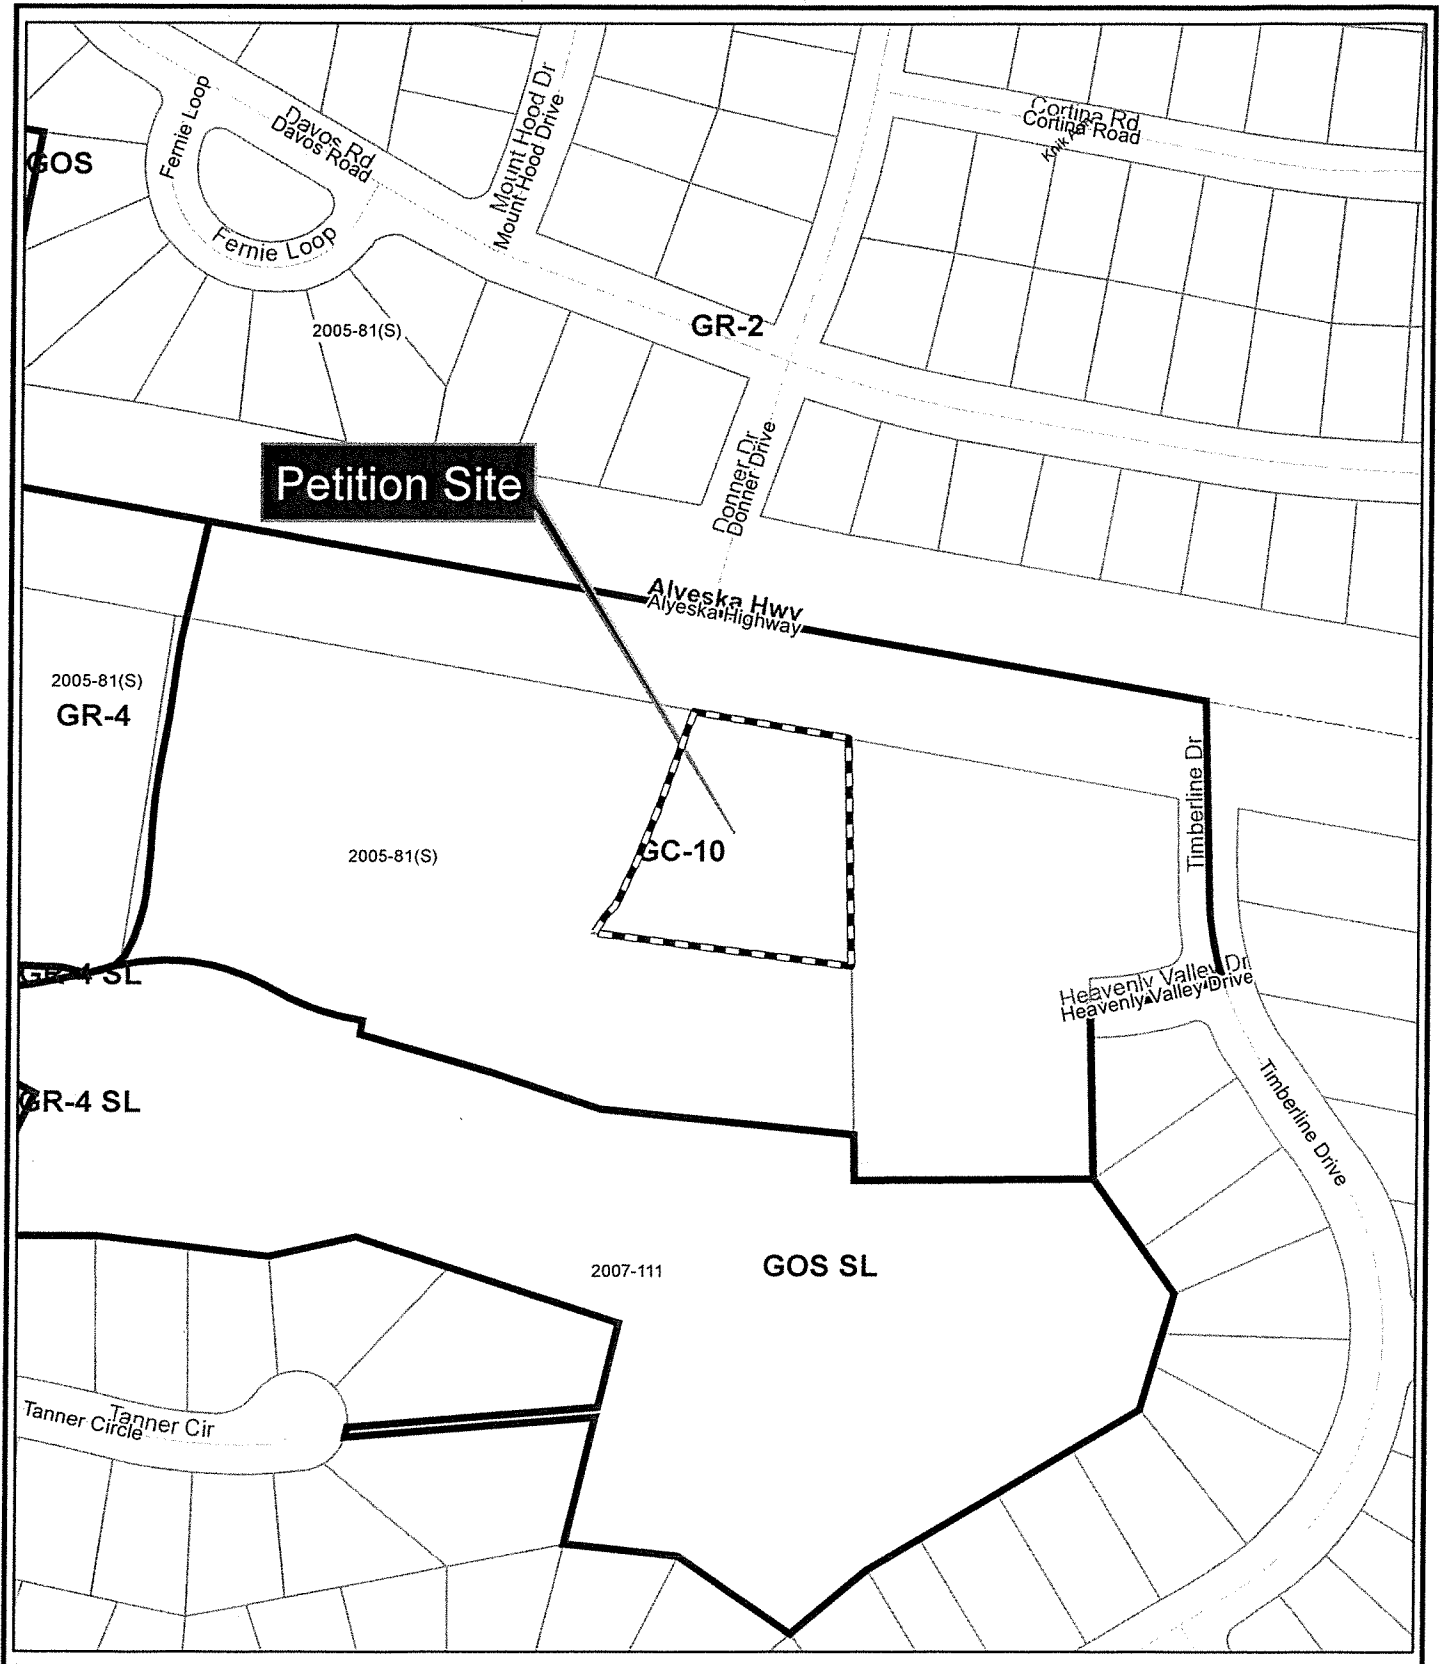 Fernie Loop
Davos Rd
Davos Road
Mount Hood Dr
Mount Hood Drive
Cortina Rd
Cortina Road
Knik Arm
GOS
Fernie Loop
2005-81(S)
GR-2
Donner Dr
Donner Drive
Petition Site
Alyeska Hwy
Alyeska Highway
2005-81(S)
GR-4
Timberline Dr
2005-81(S)
GC-10
GR-4 SL
Heavenly Valley Dr
Heavenly Valley Drive
GR-4 SL
Timberline Drive
2007-111
GOS SL
Tanner Cir
Tanner Circle